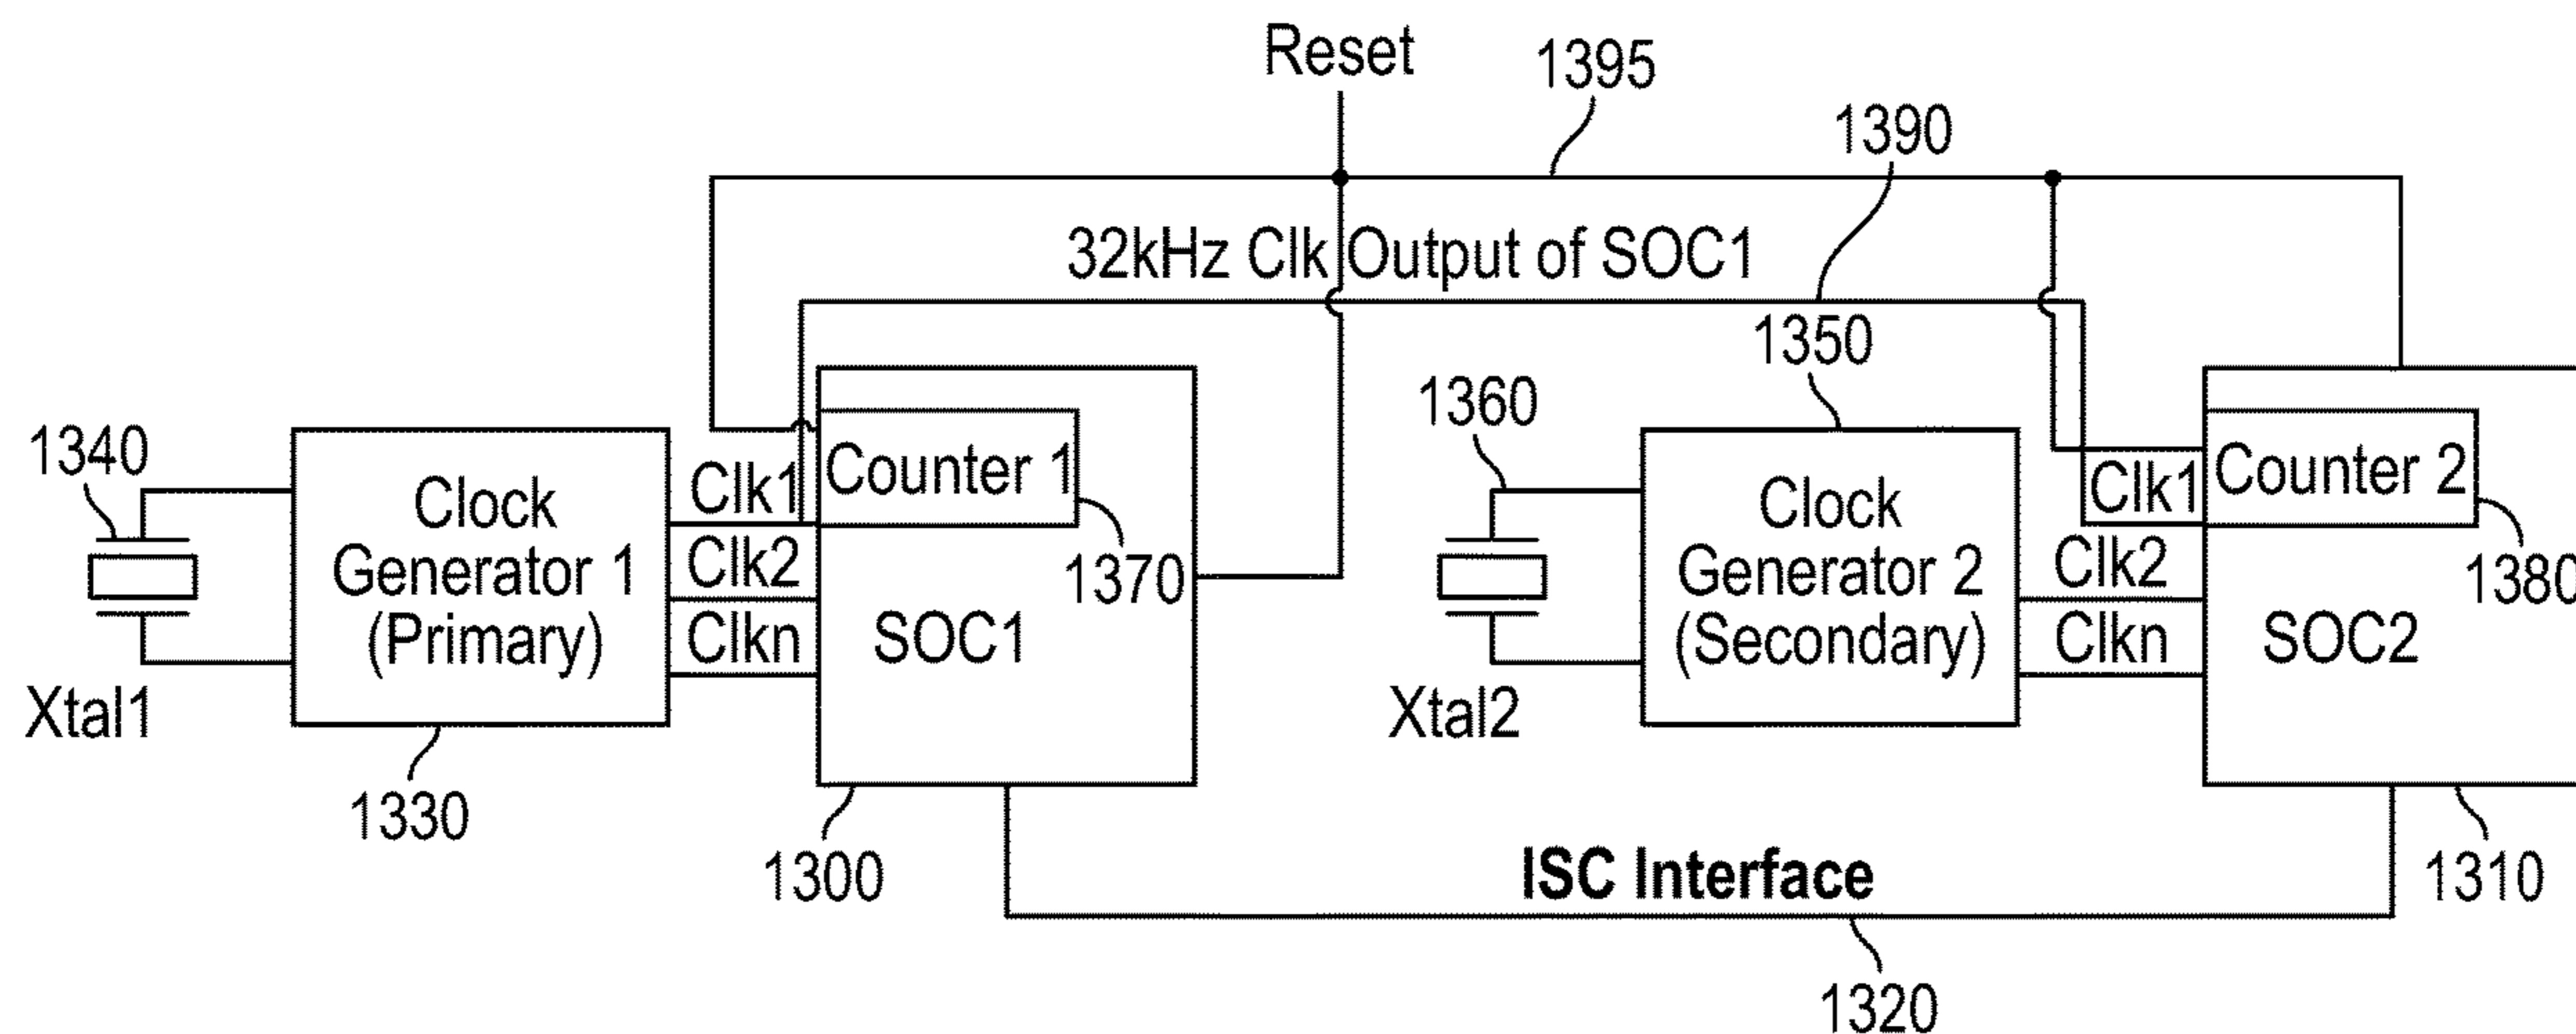 Reset
1395
1390
32kHz Clk Output of SOC1
1350
1360
1340
Clock
Generator 1
(Primary)
Clk1
Clk2
Clkn
Counter 1
1370
SOC1
Xtal1
1330
1300
Clock
Generator 2
(Secondary)
Xtal2
Clk1
Clk2
Clkn
Counter 2
1380
SOC2
1310
ISC Interface
1320